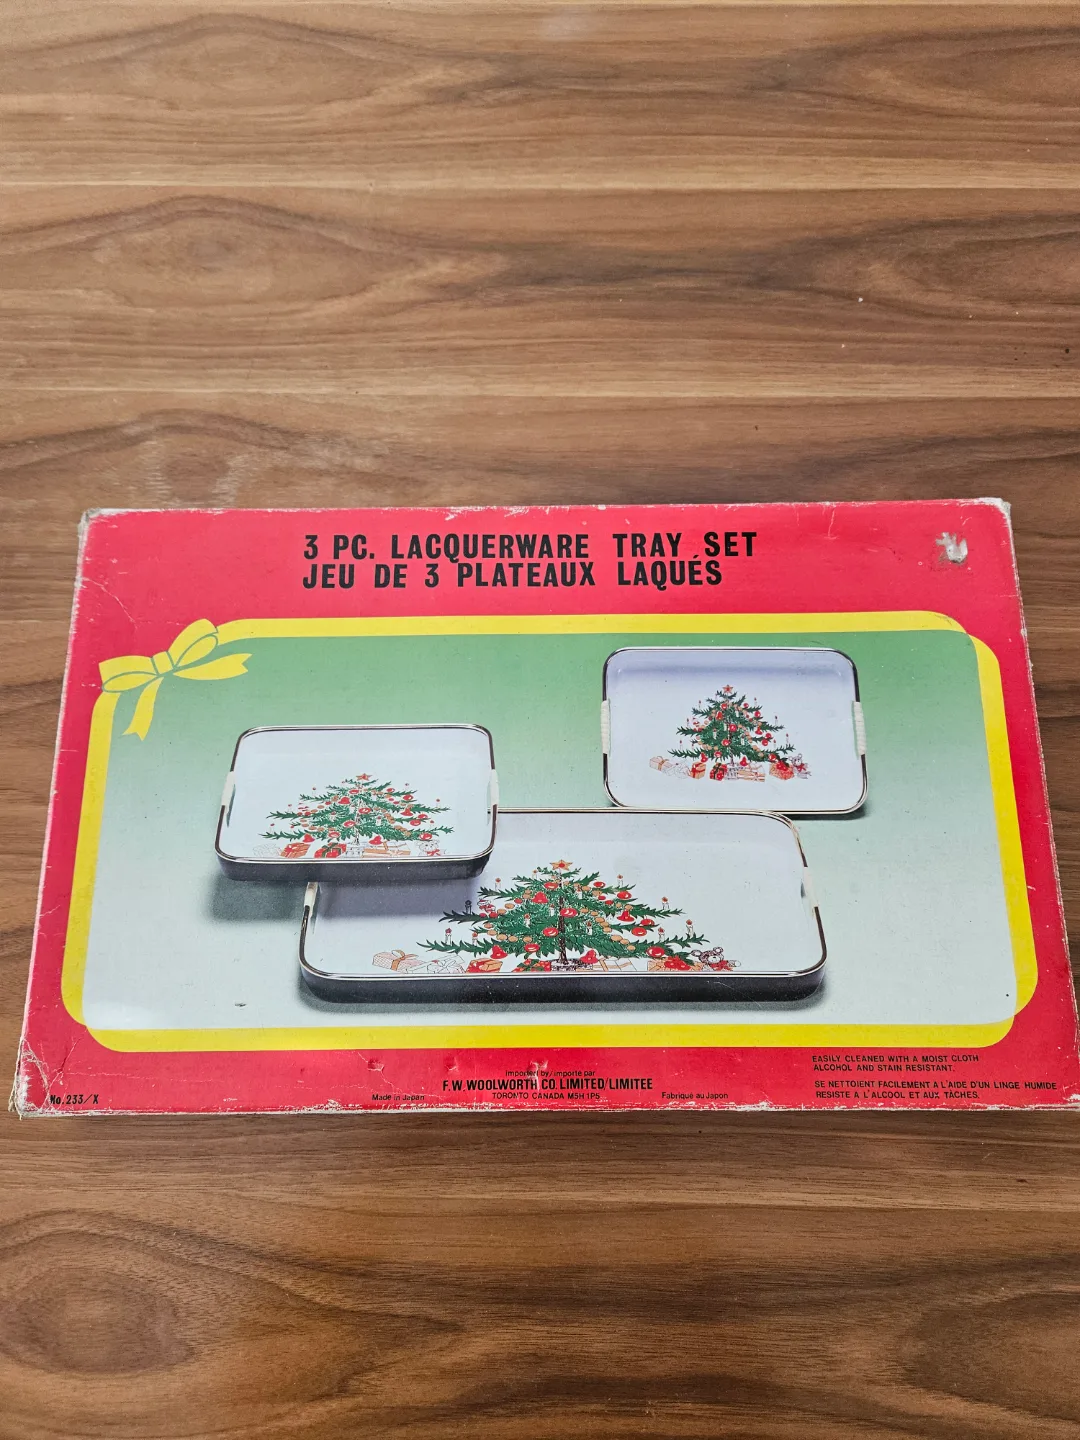 3 PC. LACQUERWARE TRAY SET
JEU DE 3 PLATEAUX LAQUÉS
EASILY CLEANED WITH A MOIST CLOTH
ALCOHOL AND STAIN RESISTANT.
SE NETTOIENT FACILEMENT A L'AIDE D'UN LINGE HUMIDE
RESISTE A L'ALCOOL ET AUX TÂCHES.
Imported by/importé par
F.W. WOOLWORTH CO. LIMITED/LIMITEE
TORONTO CANADA M5H 1P5
Made in Japan
Fabriqué au Japon
No. 233/X